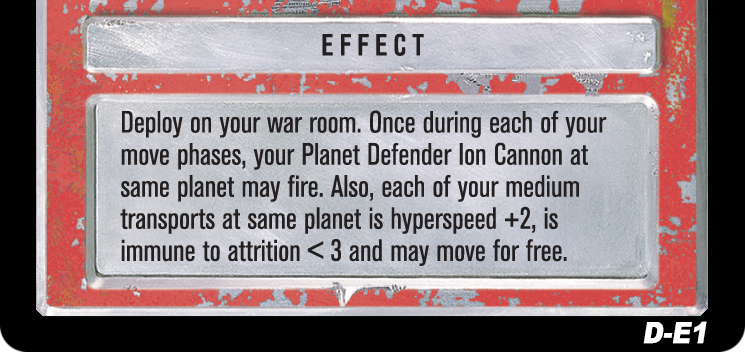 EFFECT
Deploy on your war room. Once during each of your
move phases, your Planet Defender Ion Cannon at
same planet may fire. Also, each of your medium
transports at same planet is hyperspeed +2, is
immune to attrition < 3 and may move for free.
D-E1